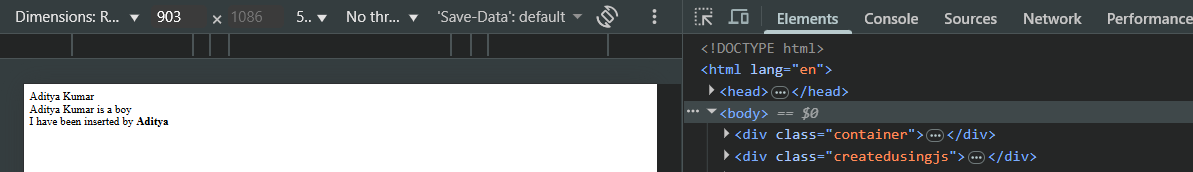 Dimensions: R... ▼ 903 × 1086 5... ▼ No thr... ▼ 'Save-Data': default ▼
Elements Console Sources Network Performance
Aditya Kumar
Aditya Kumar is a boy
I have been inserted by Aditya
<!DOCTYPE html>
<html lang="en">
▶ <head> ••• </head>
••• ▼ <body> == $0
▶ <div class="container"> ••• </div>
▶ <div class="createdusingjs"> ••• </div>